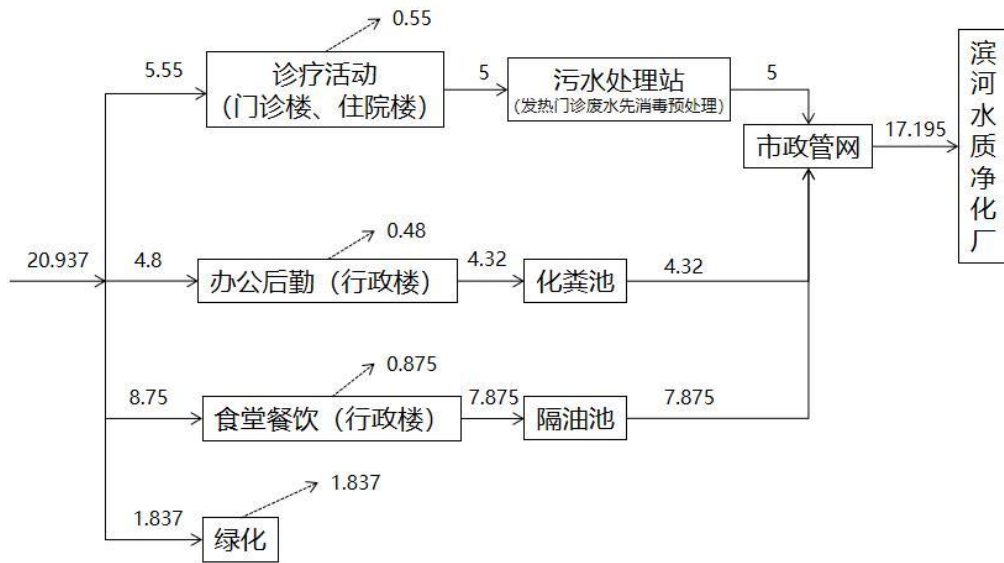 0.55
5.55
诊疗活动
（门诊楼、住院楼）
5
污水处理站
（发热门诊废水先消毒预处理）
5
市政管网
17.195
滨河水质净化厂
20.937
4.8
0.48
办公后勤（行政楼）
4.32
化粪池
4.32
8.75
0.875
食堂餐饮（行政楼）
7.875
隔油池
7.875
1.837
1.837
绿化